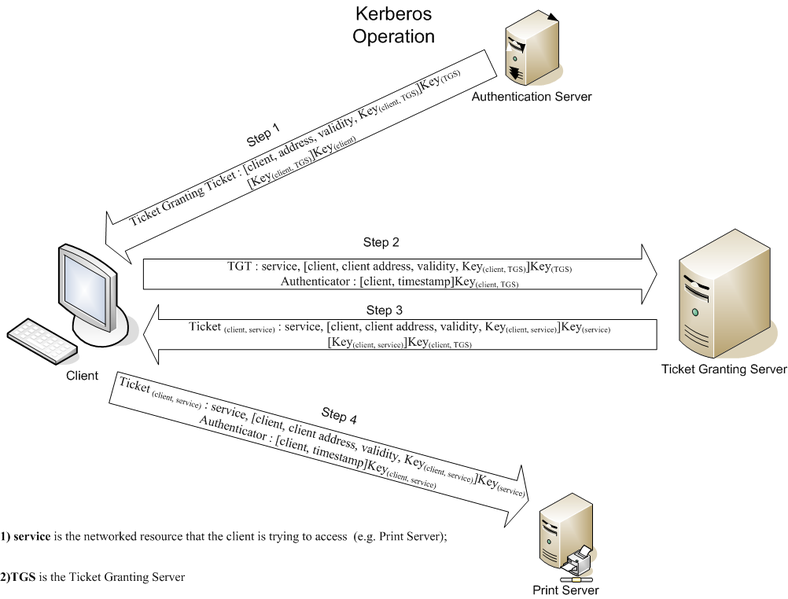 Kerberos
Operation
Authentication Server
Step 1
Ticket Granting Ticket : [client, address, validity, Key(client, TGS)]Key(TGS)
[Key(client, TGS)]Key(client)
Step 2
TGT : service, [client, client address, validity, Key(client, TGS)]Key(TGS)
Authenticator : [client, timestamp]Key(client, TGS)
Step 3
Ticket (client, service) : service, [client, client address, validity, Key(client, service)]Key(service)
[Key(client, service)]Key(client, TGS)
Client
Ticket Granting Server
Step 4
Ticket (client, service) : service, [client, client address, validity, Key(client, service)]Key(service)
Authenticator : [client, timestamp]Key(client, service)
1) service is the networked resource that the client is trying to access (e.g. Print Server);
2)TGS is the Ticket Granting Server
Print Server